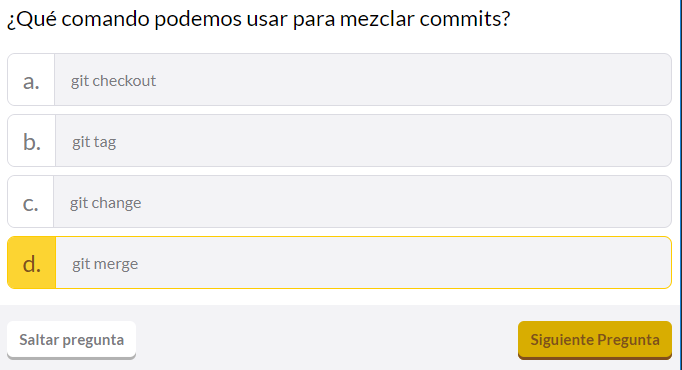 ¿Qué comando podemos usar para mezclar commits?
a. git checkout
b. git tag
c. git change
d. git merge
Saltar pregunta
Siguiente Pregunta